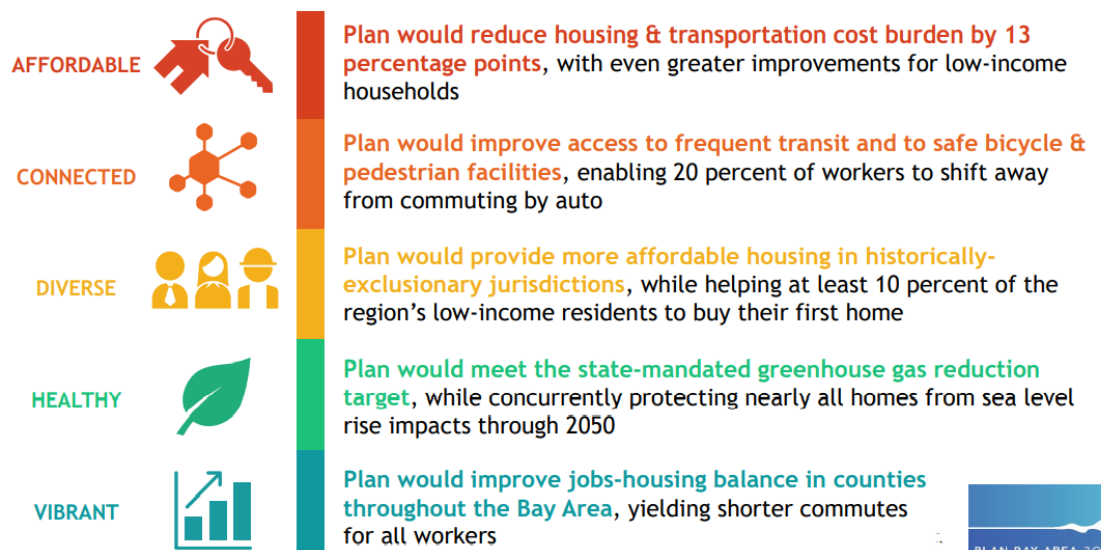 AFFORDABLE
Plan would reduce housing & transportation cost burden by 13
percentage points, with even greater improvements for low-income
households
CONNECTED
Plan would improve access to frequent transit and to safe bicycle &
pedestrian facilities, enabling 20 percent of workers to shift away
from commuting by auto
DIVERSE
Plan would provide more affordable housing in historically-
exclusionary jurisdictions, while helping at least 10 percent of the
region's low-income residents to buy their first home
HEALTHY
Plan would meet the state-mandated greenhouse gas reduction
target, while concurrently protecting nearly all homes from sea level
rise impacts through 2050
VIBRANT
Plan would improve jobs-housing balance in counties
throughout the Bay Area, yielding shorter commutes
for all workers
PLAN BAY AREA